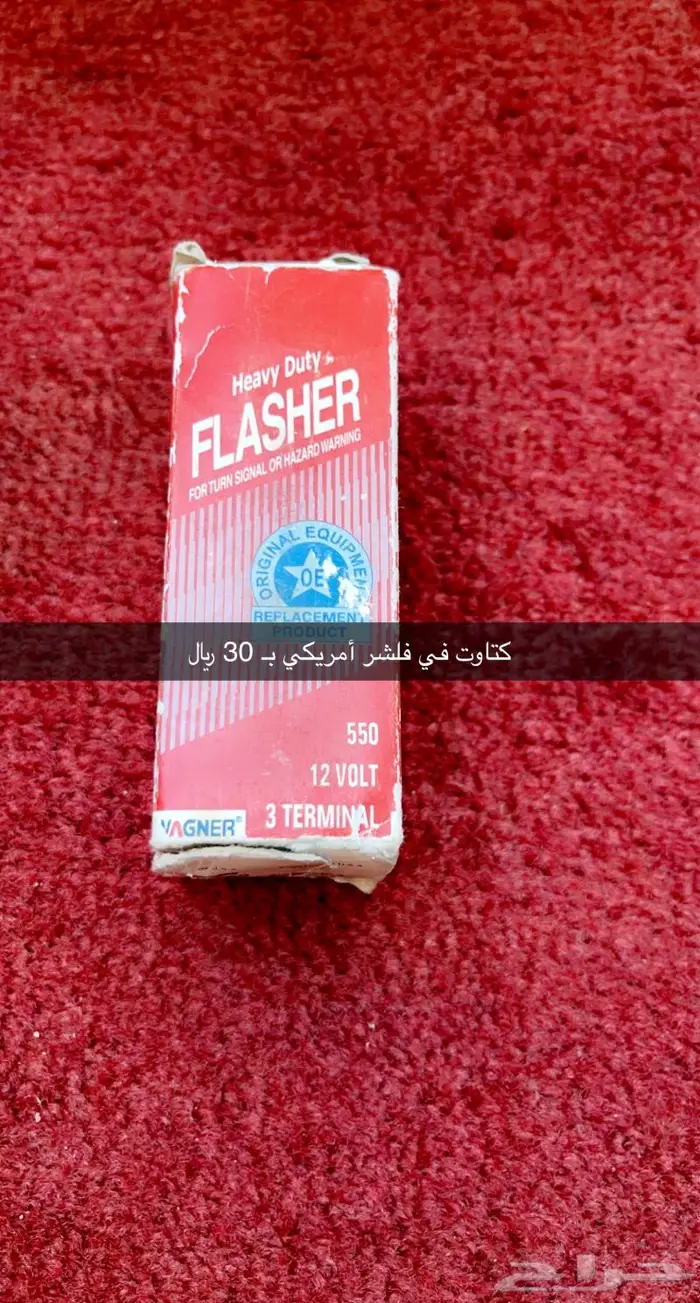 Heavy Duty
FLASHER
FOR TURN SIGNAL OR HAZARD WARNING
ORIGINAL EQUIPMEN
OE
REPLACEMENT
PRODUCT
كتاوت في فلشر أمريكي بـ 30 ريال
550
12 VOLT
3 TERMINAL
WAGNER®
حراج